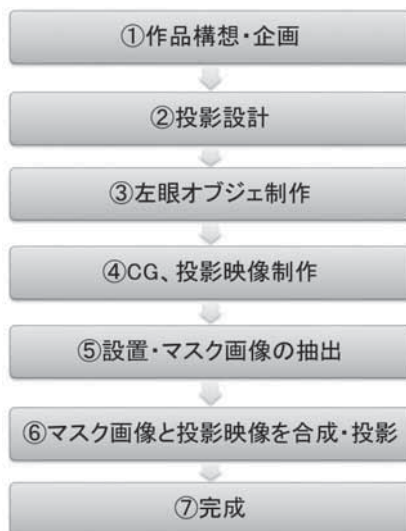 ①作品構想・企画
②投影設計
③左眼オブジェ制作
④CG、投影映像制作
⑤設置・マスク画像の抽出
⑥マスク画像と投影映像を合成・投影
⑦完成